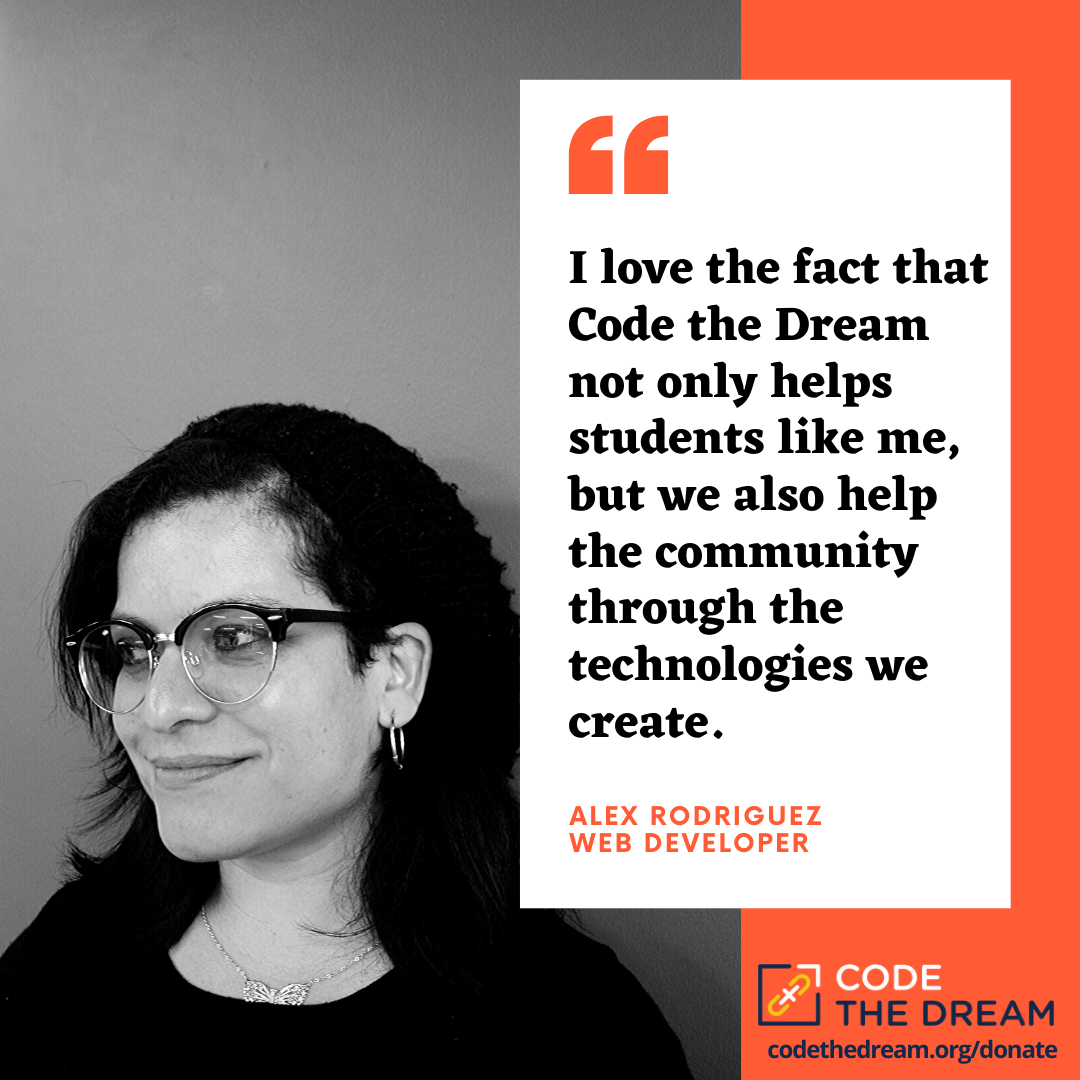 “
I love the fact that
Code the Dream
not only helps
students like me,
but we also help
the community
through the
technologies we
create.
ALEX RODRIGUEZ
WEB DEVELOPER
CODE
THE DREAM
codethedream.org/donate